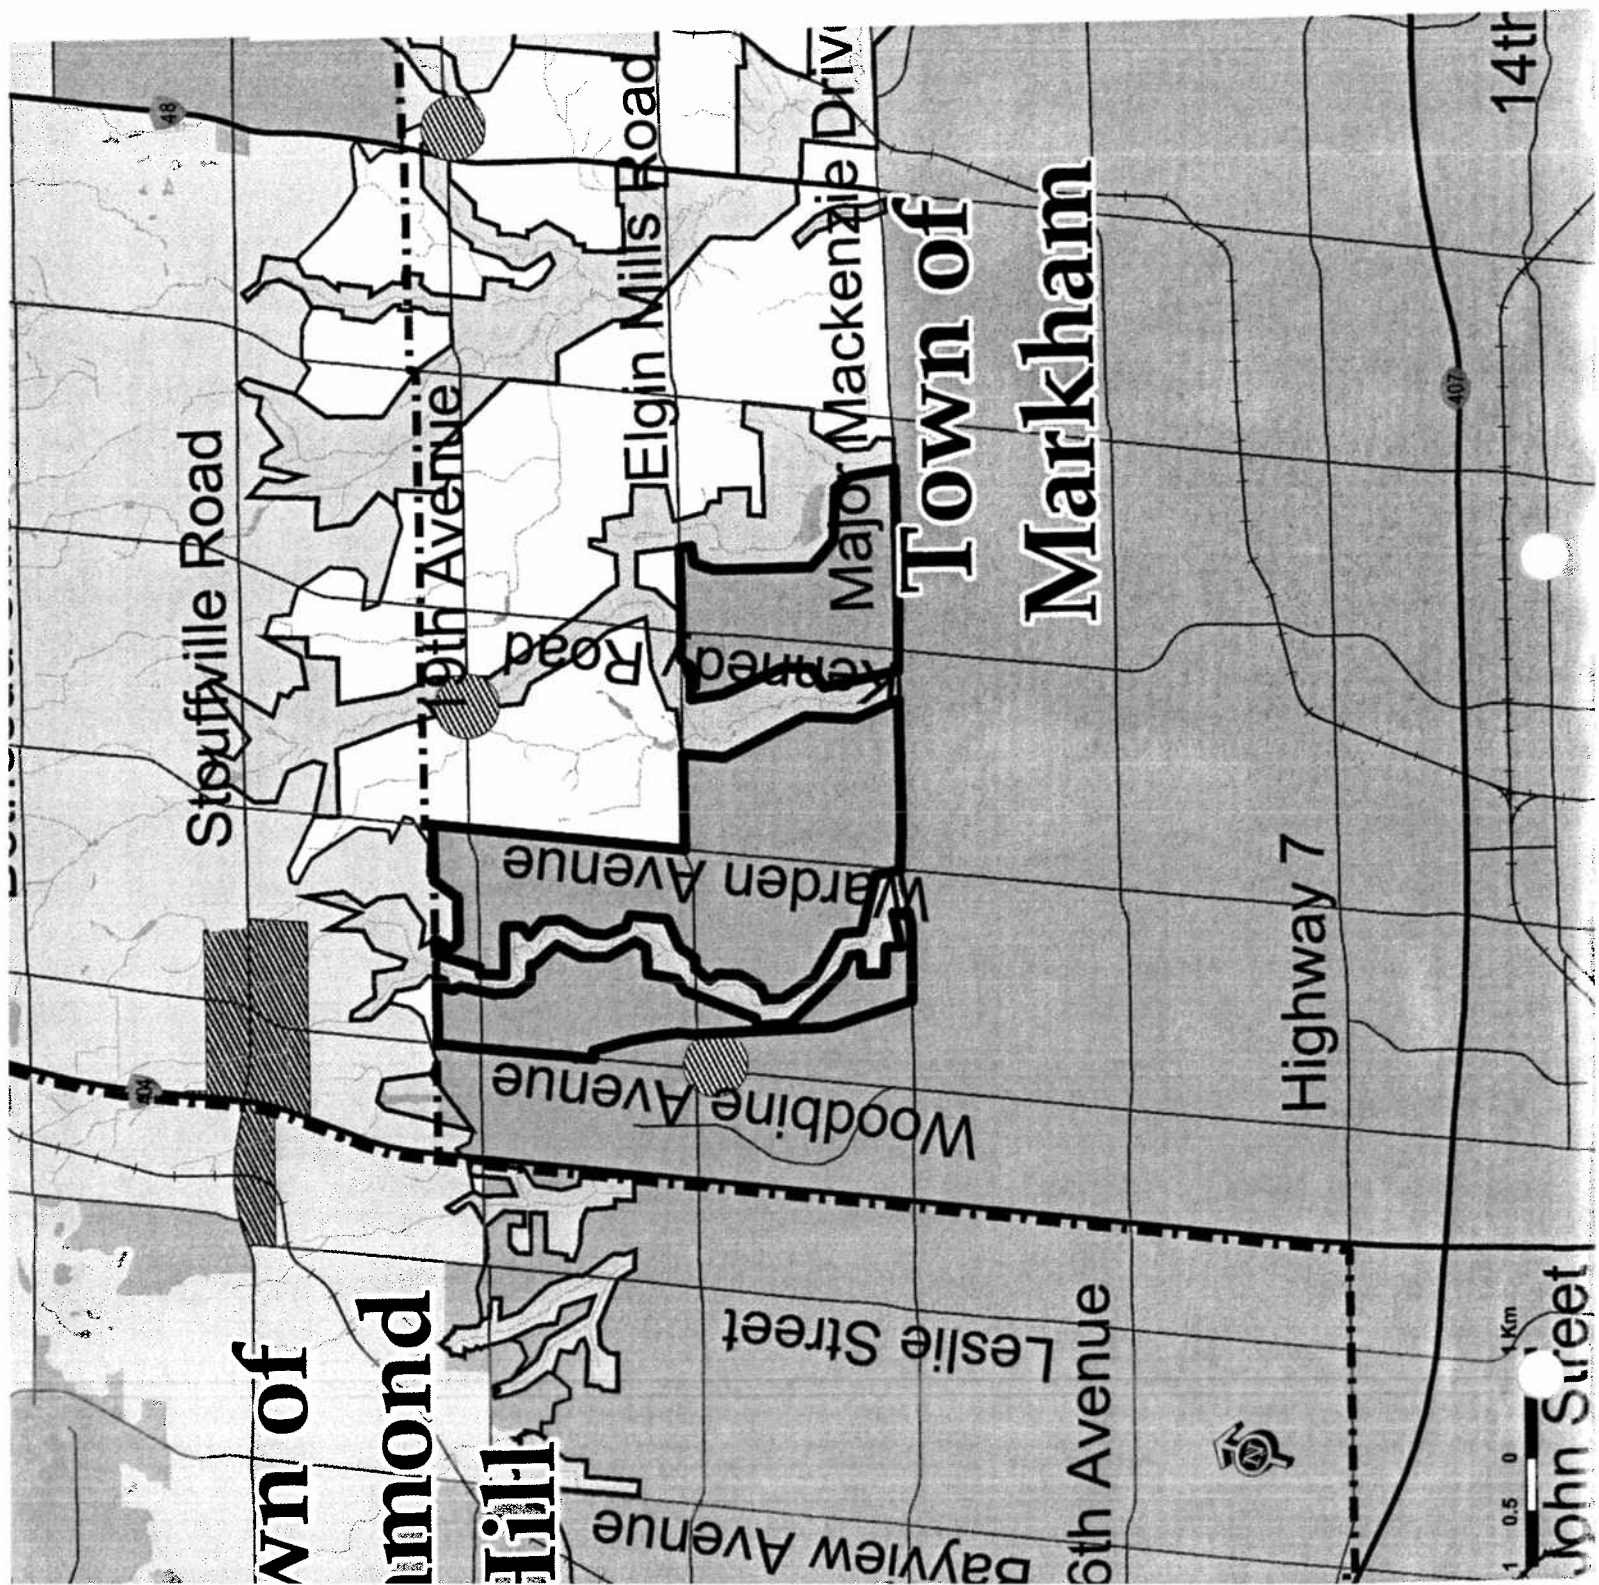 48
14th
Elgin Mills Road
Major Mackenzie Drive
Town of
Markham
Stouffville Road
19th Avenue
Kennedy Road
407
Warden Avenue
Highway 7
404
Woodbine Avenue
wn of
mond
Hill
Leslie Street
6th Avenue
Bayview Avenue
N
1 0.5 0 1 Km
John Street